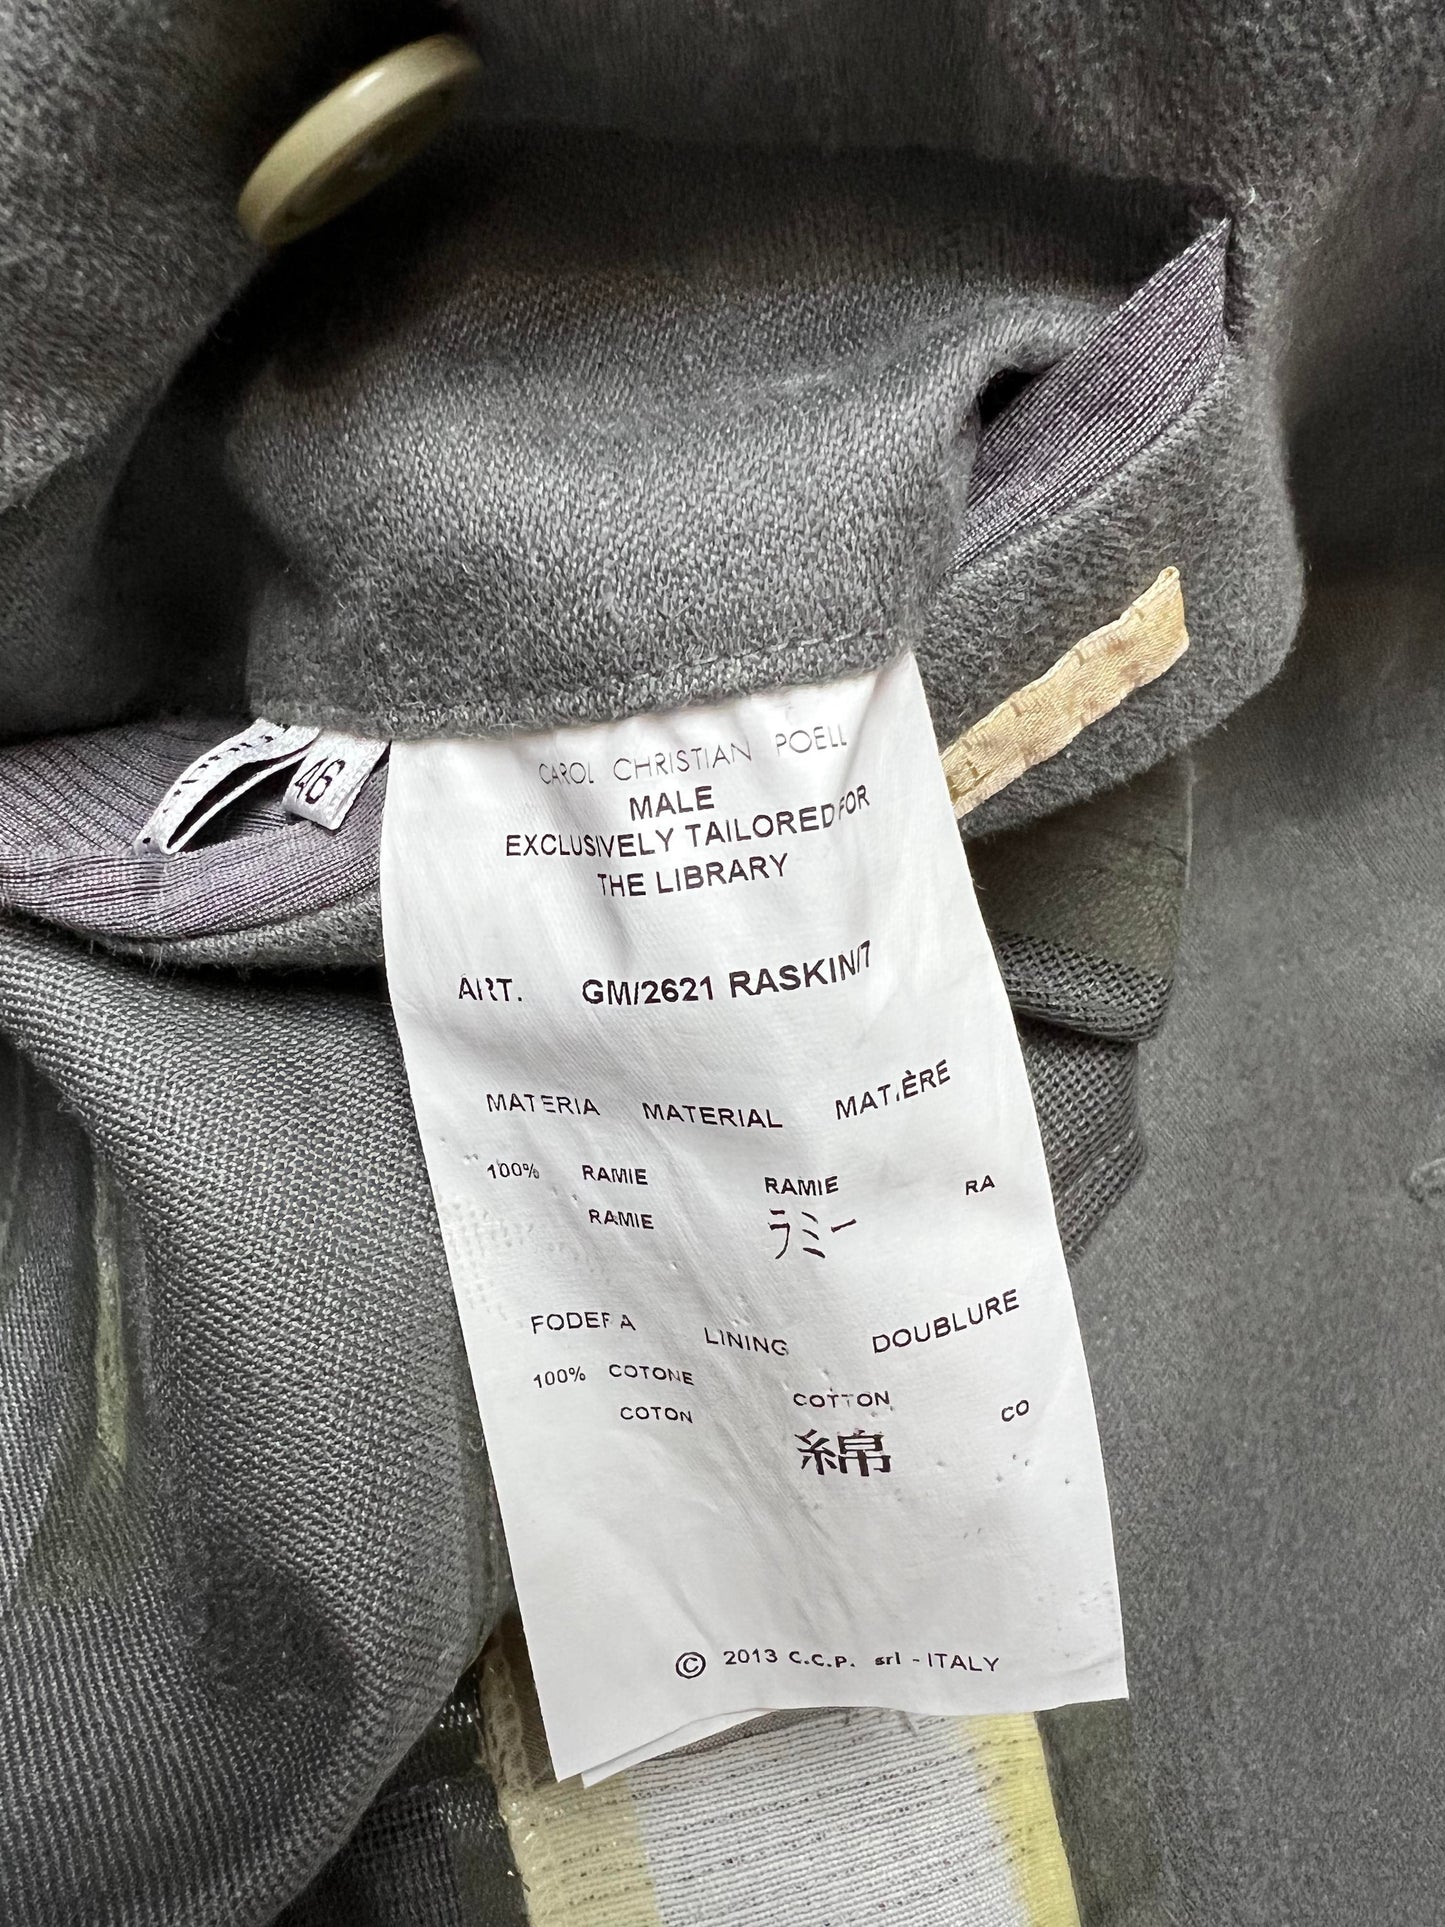 46
CAROL CHRISTIAN POELL
MALE
EXCLUSIVELY TAILORED FOR
THE LIBRARY
ART. GM/2621 RASKIN/7
MATERIA MATERIAL MATIÈRE
100% RAMIE RAMIE RA
RAMIE ラミー
FODERA LINING DOUBLURE
100% COTONE COTTON CO
COTON 綿
© 2013 C.C.P. srl - ITALY